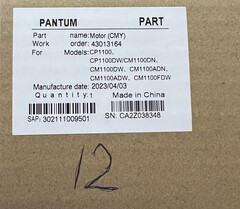 PANTUM PART
Part name:Motor (CMY)
Work order: 43013164
For Models:CP1100,
CP1100DW/CM1100DN,
CM1100DW、CM1100ADN,
CM1100ADW、CM1100FDW
Manufacture date: 2023/04/03
Quantity:1 Made in China
SAP: 302111009501 SN: CA2Z038348
12